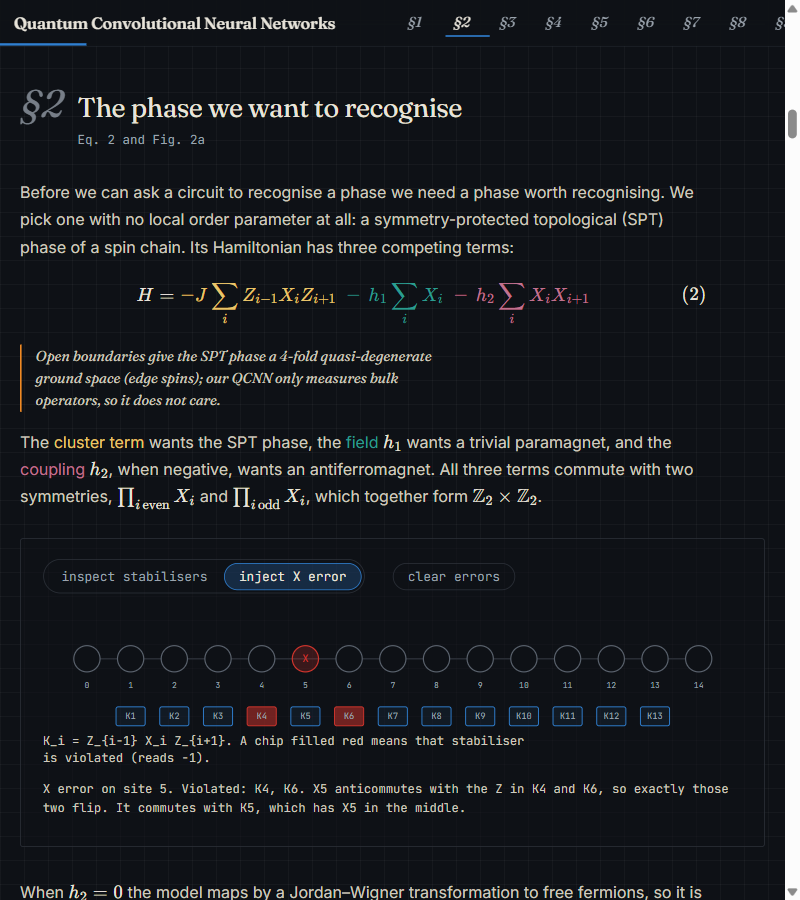 Quantum Convolutional Neural Networks §1 §2 §3 §4 §5 §6 §7 §8
§2 The phase we want to recognise
Eq. 2 and Fig. 2a
Before we can ask a circuit to recognise a phase we need a phase worth recognising. We
pick one with no local order parameter at all: a symmetry-protected topological (SPT)
phase of a spin chain. Its Hamiltonian has three competing terms:
H = −J ∑_i Z_{i−1}X_iZ_{i+1} − h_1 ∑_i X_i − h_2 ∑_i X_iX_{i+1} (2)
Open boundaries give the SPT phase a 4-fold quasi-degenerate
ground space (edge spins); our QCNN only measures bulk
operators, so it does not care.
The cluster term wants the SPT phase, the field h_1 wants a trivial paramagnet, and the
coupling h_2, when negative, wants an antiferromagnet. All three terms commute with two
symmetries, ∏_{i even} X_i and ∏_{i odd} X_i, which together form ℤ_2 × ℤ_2.
inspect stabilisers inject X error clear errors
X
0 1 2 3 4 5 6 7 8 9 10 11 12 13 14
K1 K2 K3 K4 K5 K6 K7 K8 K9 K10 K11 K12 K13
K_i = Z_{i-1} X_i Z_{i+1}. A chip filled red means that stabiliser
is violated (reads -1).
X error on site 5. Violated: K4, K6. X5 anticommutes with the Z in K4 and K6, so exactly those
two flip. It commutes with K5, which has X5 in the middle.
When h_2 = 0 the model maps by a Jordan–Wigner transformation to free fermions, so it is